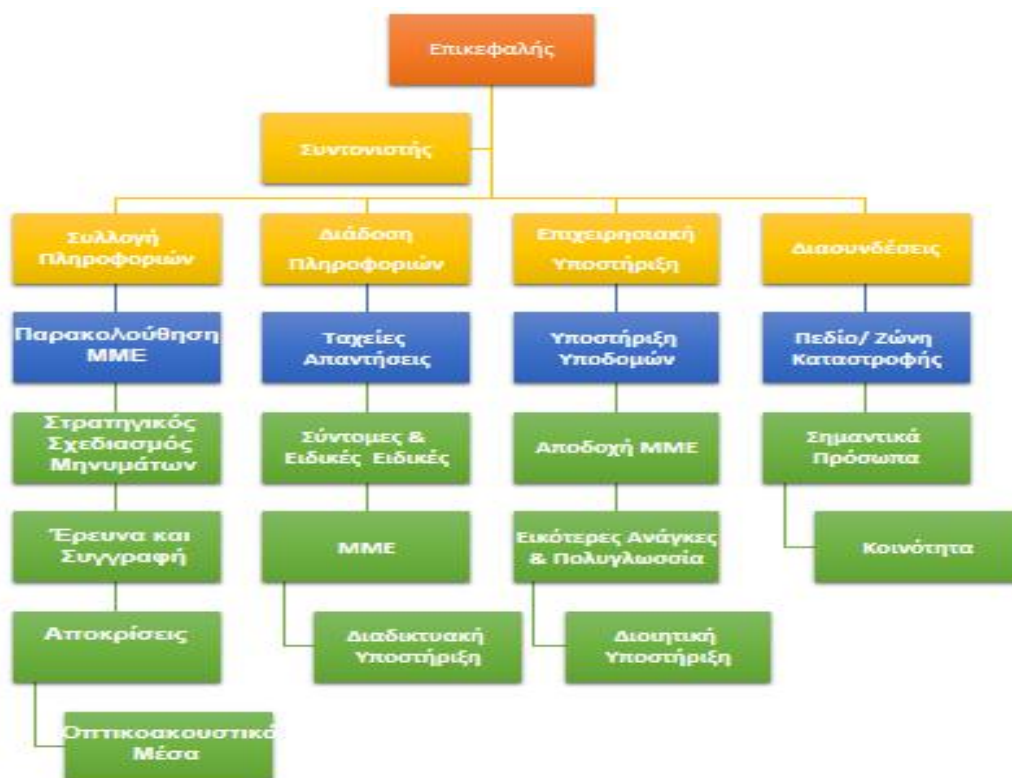 Επικεφαλής
Συντονιστής
Συλλογή
Πληροφοριών
Διάδοση
Πληροφοριών
Επιχειρησιακή
Υποστήριξη
Διασυνδέσεις
Παρακολούθηση
ΜΜΕ
Ταχείες
Απαντήσεις
Υποστήριξη
Υποδομών
Πεδίο/ Ζώνη
Καταστροφής
Στρατηγικός
Σχεδιασμός
Μηνυμάτων
Σύντομες &
Ειδικές Ειδικές
Αποδοχή ΜΜΕ
Σημαντικά
Πρόσωπα
Έρευνα και
Συγγραφή
ΜΜΕ
Εικότερες Ανάγκες
& Πολυγλωσσία
Κοινότητα
Αποκρίσεις
Διαδικτυακή
Υποστήριξη
Διοιητική
Υποστήριξη
Οπτικοακουστικά
Μέσα